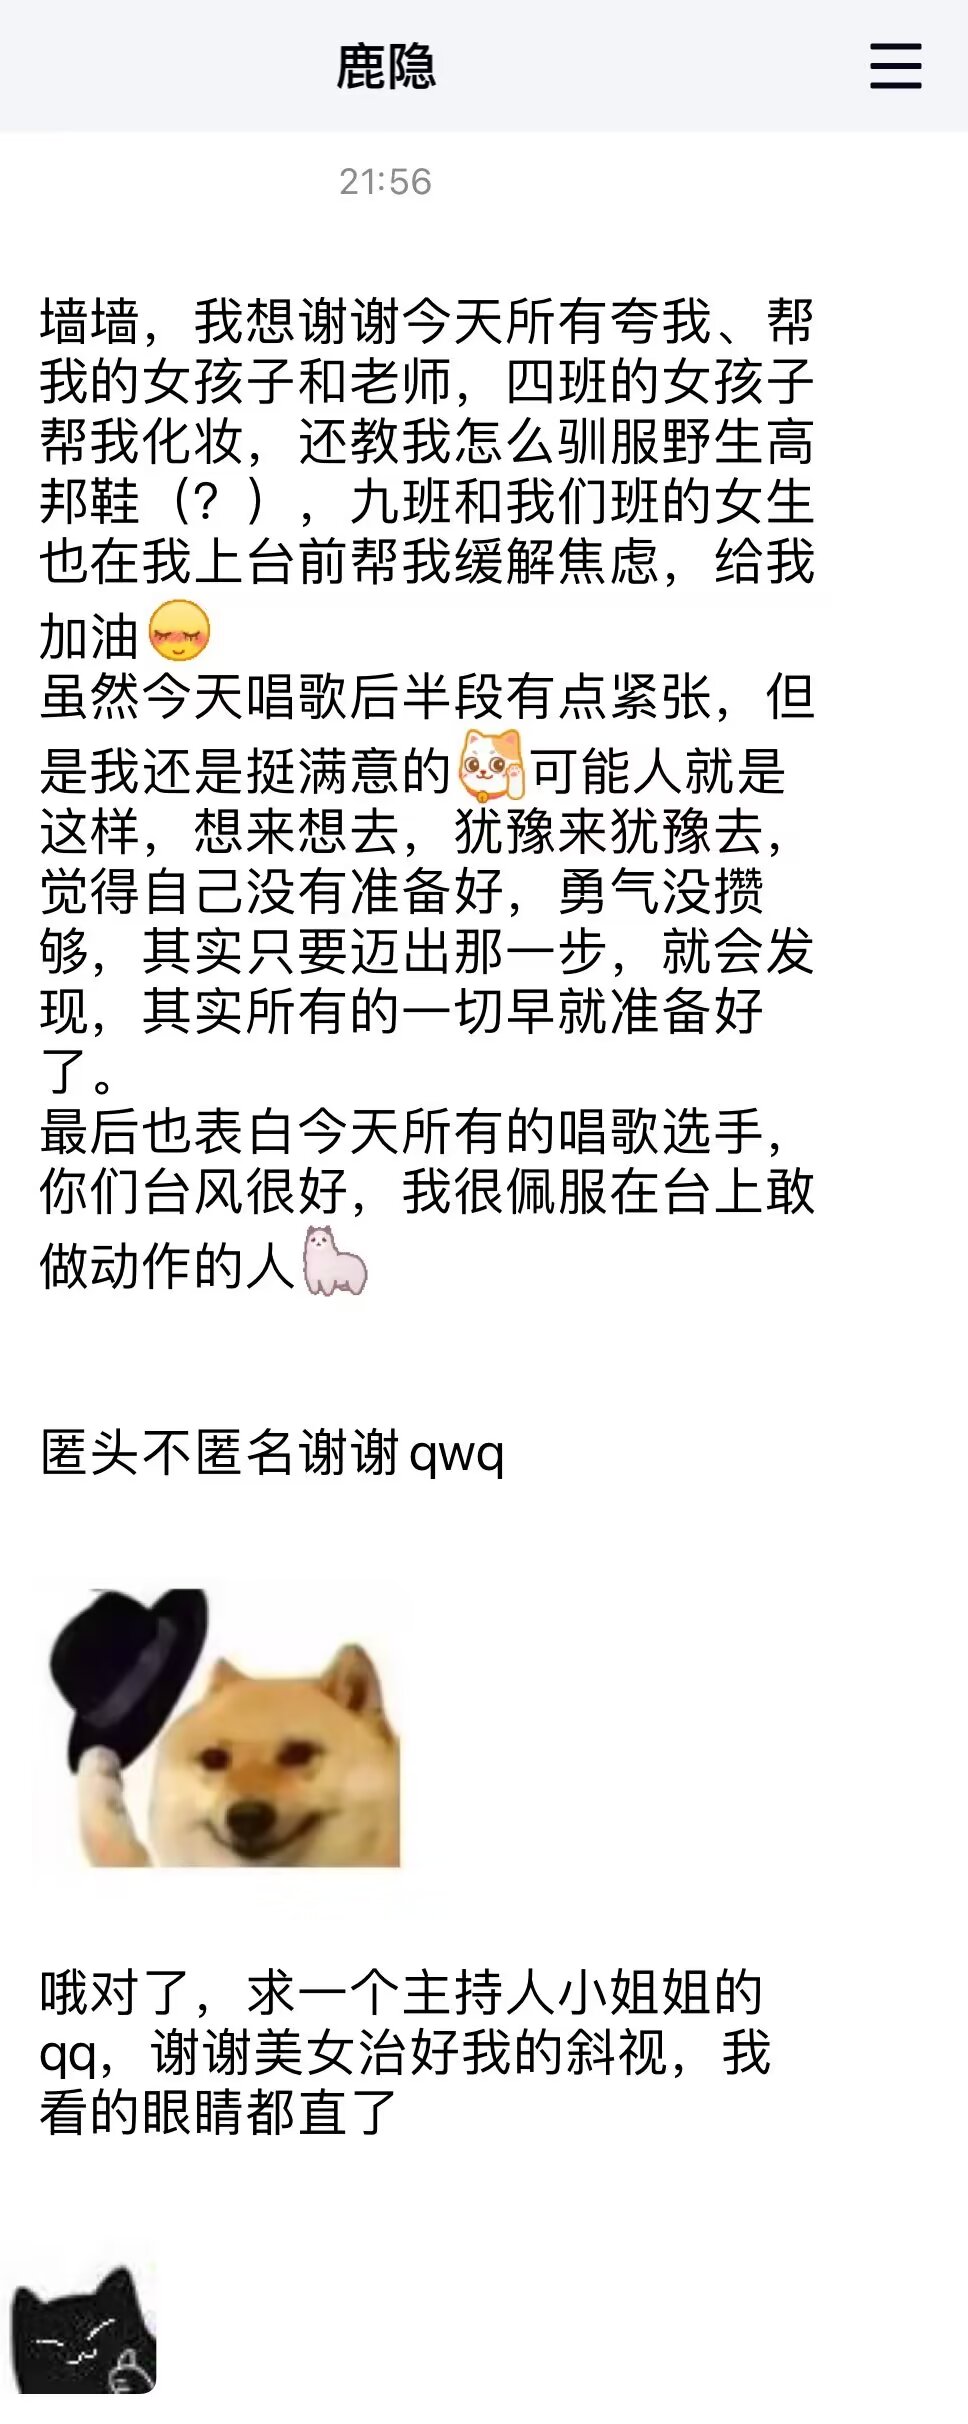 鹿隐
21:56
墙墙，我想谢谢今天所有夸我、帮
我的女孩子和老师，四班的女孩子
帮我化妆，还教我怎么驯服野生高
邦鞋（？），九班和我们班的女生
也在我上台前帮我缓解焦虑，给我
加油
虽然今天唱歌后半段有点紧张，但
是我还是挺满意的可能人就是
这样，想来想去，犹豫来犹豫去，
觉得自己没有准备好，勇气没攒
够，其实只要迈出那一步，就会发
现，其实所有的一切早就准备好
了。
最后也表白今天所有的唱歌选手，
你们台风很好，我很佩服在台上敢
做动作的人
匿头不匿名谢谢qwq
哦对了，求一个主持人小姐姐的
qq，谢谢美女治好我的斜视，我
看的眼睛都直了